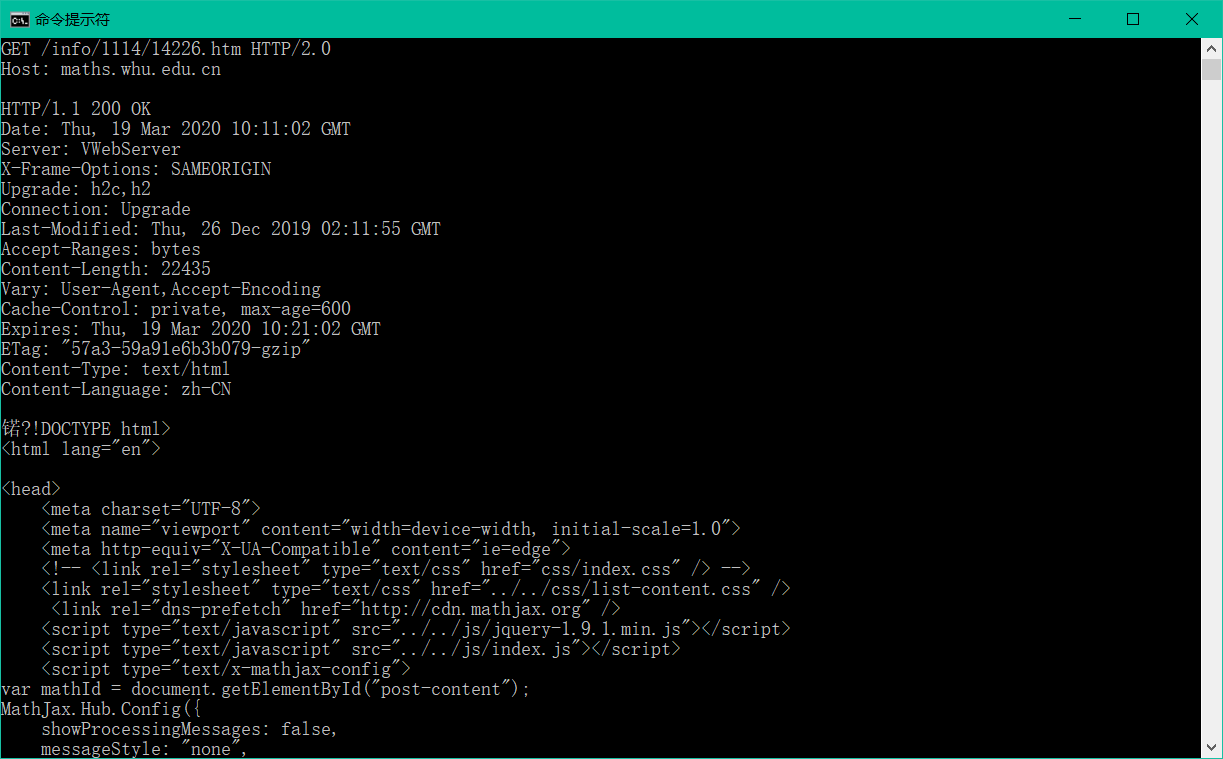 命令提示符
GET /info/1114/14226.htm HTTP/2.0
Host: maths.whu.edu.cn
HTTP/1.1 200 OK
Date: Thu, 19 Mar 2020 10:11:02 GMT
Server: VWebServer
X-Frame-Options: SAMEORIGIN
Upgrade: h2c,h2
Connection: Upgrade
Last-Modified: Thu, 26 Dec 2019 02:11:55 GMT
Accept-Ranges: bytes
Content-Length: 22435
Vary: User-Agent,Accept-Encoding
Cache-Control: private, max-age=600
Expires: Thu, 19 Mar 2020 10:21:02 GMT
ETag: "57a3-59a91e6b3b079-gzip"
Content-Type: text/html
Content-Language: zh-CN
锘?!DOCTYPE html>
<html lang="en">
<head>
    <meta charset="UTF-8">
    <meta name="viewport" content="width=device-width, initial-scale=1.0">
    <meta http-equiv="X-UA-Compatible" content="ie=edge">
    <!-- <link rel="stylesheet" type="text/css" href="css/index.css" /> -->
    <link rel="stylesheet" type="text/css" href="../../css/list-content.css" />
     <link rel="dns-prefetch" href="http://cdn.mathjax.org" />
    <script type="text/javascript" src="../../js/jquery-1.9.1.min.js"></script>
    <script type="text/javascript" src="../../js/index.js"></script>
    <script type="text/x-mathjax-config">
var mathId = document.getElementById("post-content");
MathJax.Hub.Config({
    showProcessingMessages: false,
    messageStyle: "none",